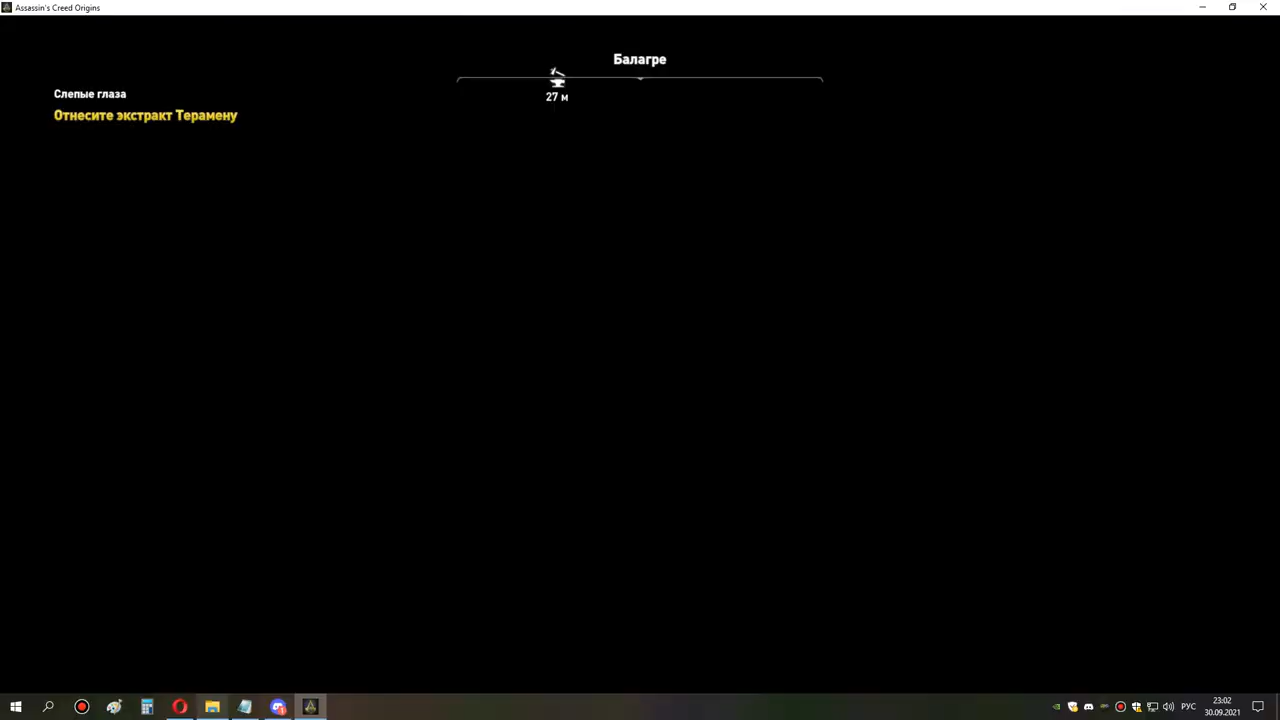 Assassin's Creed Origins
Балагре
27 м
Слепые глаза
Отнесите экстракт Терамену
РУС
23:02
30.09.2021